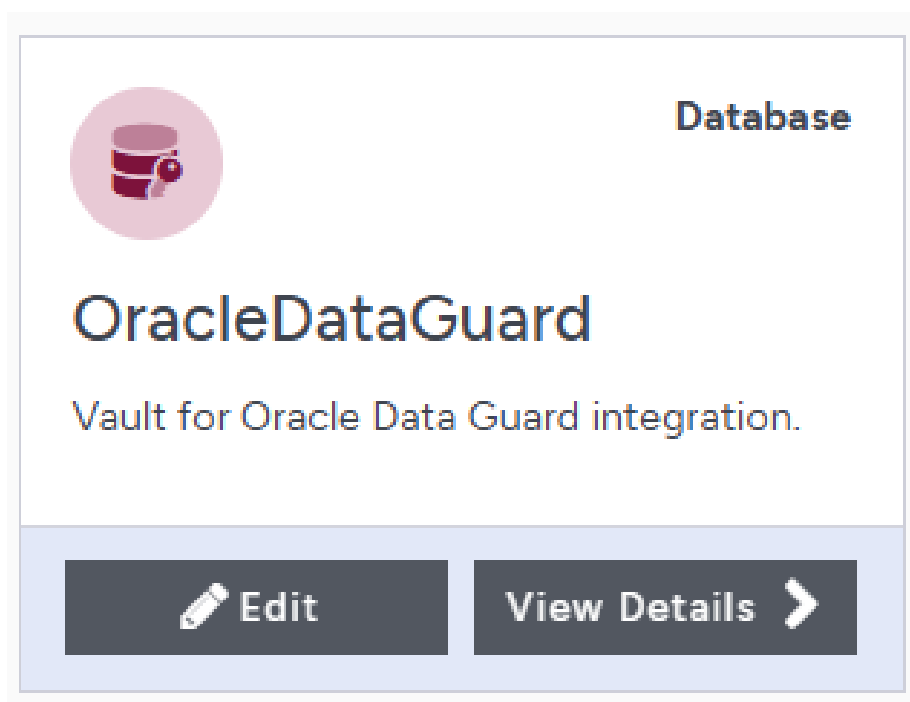 Database
OracleDataGuard
Vault for Oracle Data Guard integration.
Edit
View Details